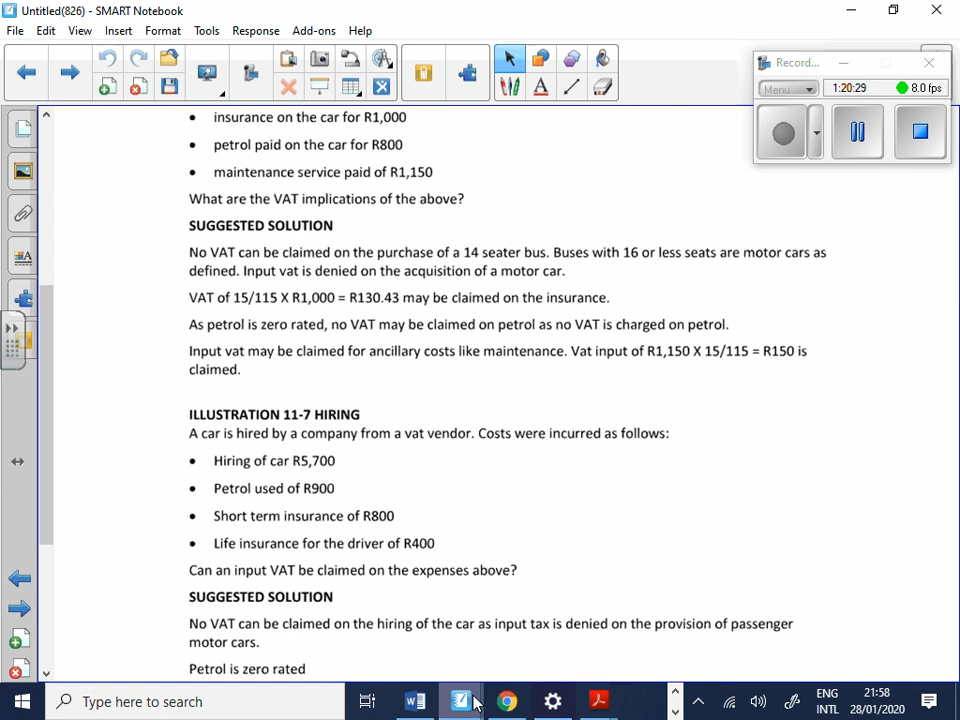 Untitled(826) - SMART Notebook
File Edit View Insert Format Tools Response Add-ons Help
Record...
Menu 1:20:29 8.0 fps
• insurance on the car for R1,000
• petrol paid on the car for R800
• maintenance service paid of R1,150
What are the VAT implications of the above?
SUGGESTED SOLUTION
No VAT can be claimed on the purchase of a 14 seater bus. Buses with 16 or less seats are motor cars as
defined. Input vat is denied on the acquisition of a motor car.
VAT of 15/115 X R1,000 = R130.43 may be claimed on the insurance.
As petrol is zero rated, no VAT may be claimed on petrol as no VAT is charged on petrol.
Input vat may be claimed for ancillary costs like maintenance. Vat input of R1,150 X 15/115 = R150 is
claimed.
ILLUSTRATION 11-7 HIRING
A car is hired by a company from a vat vendor. Costs were incurred as follows:
• Hiring of car R5,700
• Petrol used of R900
• Short term insurance of R800
• Life insurance for the driver of R400
Can an input VAT be claimed on the expenses above?
SUGGESTED SOLUTION
No VAT can be claimed on the hiring of the car as input tax is denied on the provision of passenger
motor cars.
Petrol is zero rated
Type here to search
ENG
INTL
21:58
28/01/2020